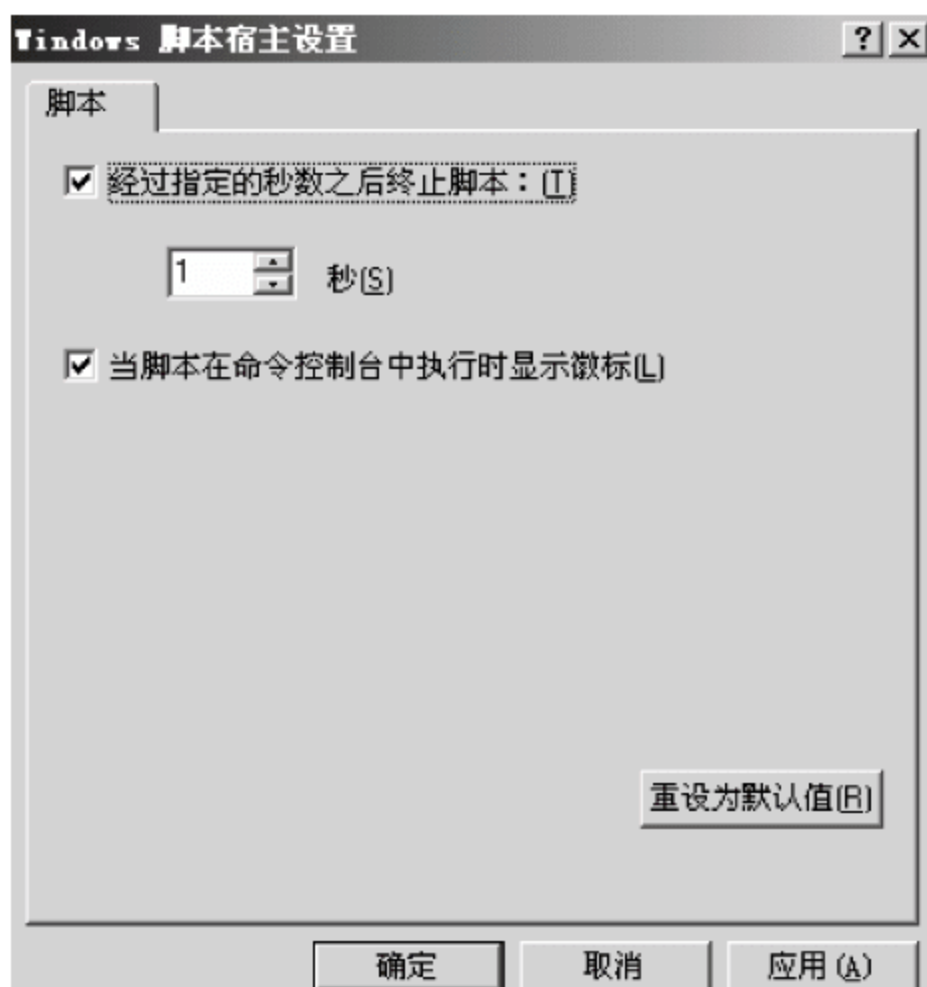 Windows 脚本宿主设置
脚本
经过指定的秒数之后终止脚本：(T)
1 秒(S)
当脚本在命令控制台中执行时显示徽标(L)
重设为默认值(R)
确定 取消 应用(A)